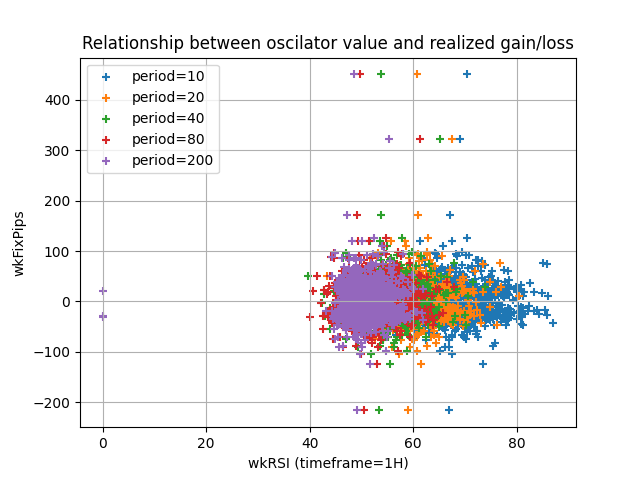 Relationship between oscilator value and realized gain/loss
period=10
period=20
period=40
period=80
period=200
400
300
200
100
0
−100
−200
wkFixPips
0
20
40
60
80
wkRSI (timeframe=1H)